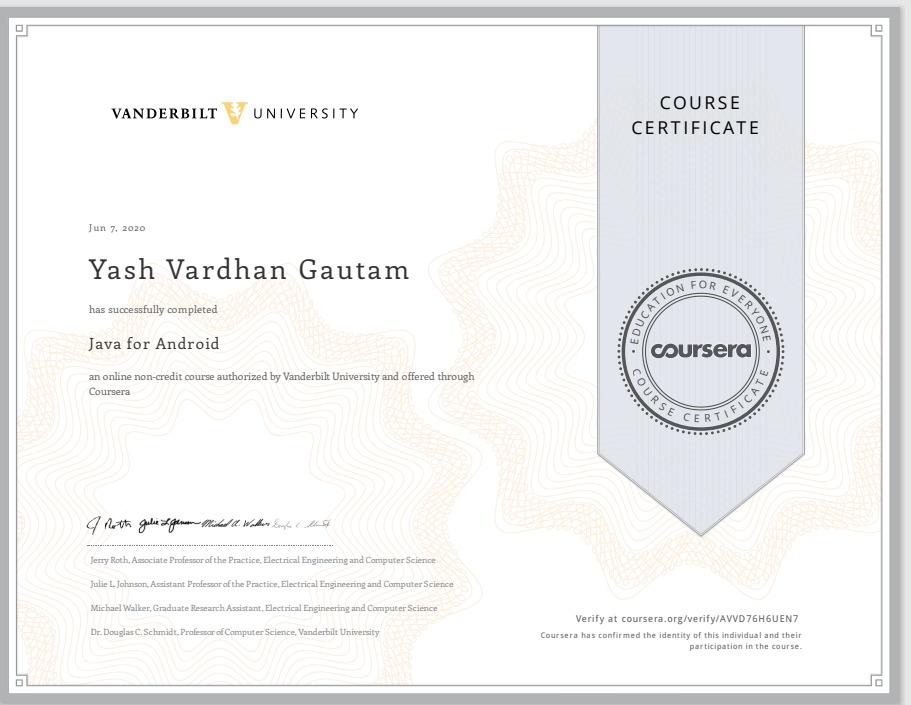 VANDERBILT UNIVERSITY
COURSE
CERTIFICATE
Jun 7, 2020
Yash Vardhan Gautam
has successfully completed
Java for Android
an online non-credit course authorized by Vanderbilt University and offered through
Coursera
EDUCATION FOR EVERYONE
coursera
COURSE CERTIFICATE
Jerry Roth, Associate Professor of the Practice, Electrical Engineering and Computer Science
Julie L. Johnson, Assistant Professor of the Practice, Electrical Engineering and Computer Science
Michael Walker, Graduate Research Assistant, Electrical Engineering and Computer Science
Dr. Douglas C. Schmidt, Professor of Computer Science, Vanderbilt University
Verify at coursera.org/verify/AVVD76H6UEN7
Coursera has confirmed the identity of this individual and their
participation in the course.